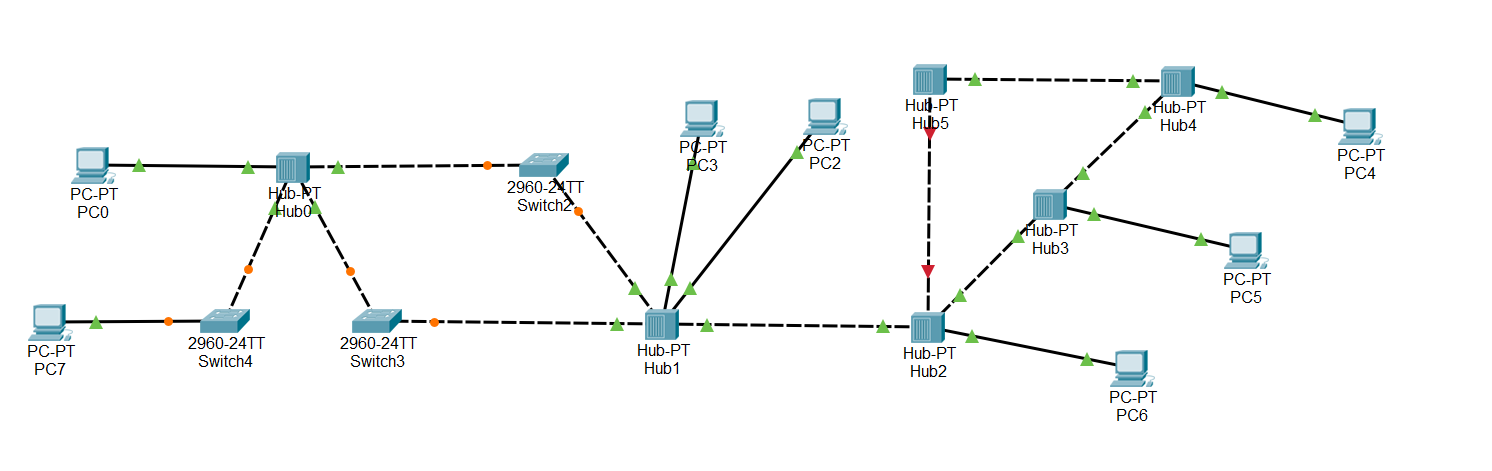 Hub-PT
Hub5
Hub-PT
Hub4
PC-PT
PC3
PC-PT
PC2
PC-PT
PC4
PC-PT
PC0
Hub-PT
Hub0
2960-24TT
Switch2
Hub-PT
Hub3
PC-PT
PC5
PC-PT
PC7
2960-24TT
Switch4
2960-24TT
Switch3
Hub-PT
Hub1
Hub-PT
Hub2
PC-PT
PC6